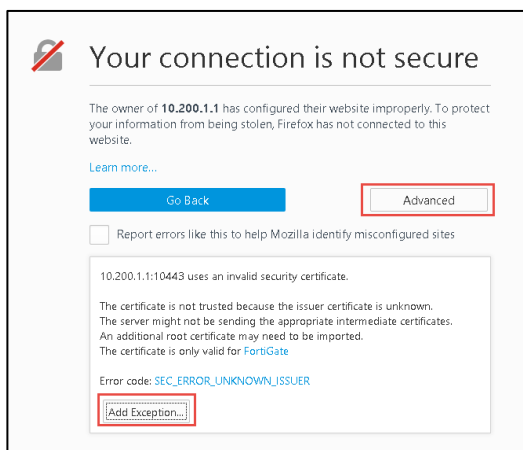 Your connection is not secure
The owner of 10.200.1.1 has configured their website improperly. To protect
your information from being stolen, Firefox has not connected to this
website.
Learn more...
Go Back
Advanced
Report errors like this to help Mozilla identify misconfigured sites
10.200.1.1:10443 uses an invalid security certificate.
The certificate is not trusted because the issuer certificate is unknown.
The server might not be sending the appropriate intermediate certificates.
An additional root certificate may need to be imported.
The certificate is only valid for FortiGate
Error code: SEC_ERROR_UNKNOWN_ISSUER
Add Exception...